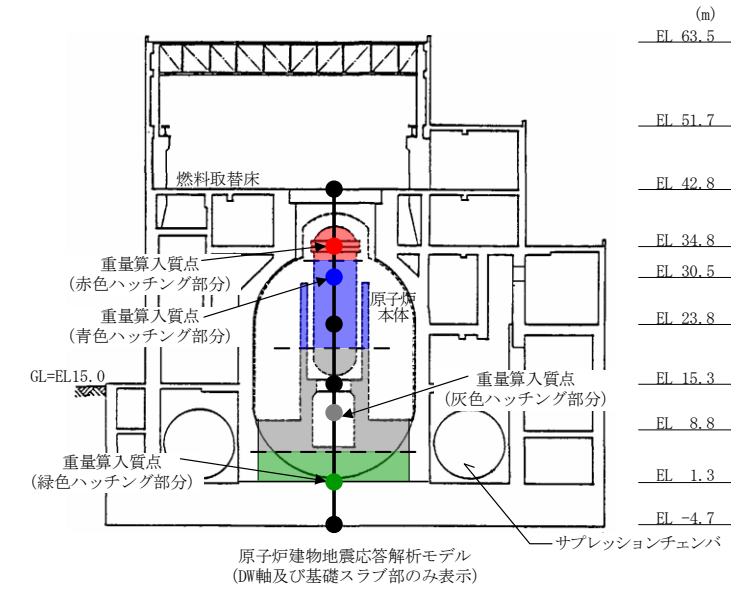 (m)
EL 63.5
EL 51.7
燃料取替床
EL 42.8
EL 34.8
重量算入質点
(赤色ハッチング部分)
EL 30.5
重量算入質点
(青色ハッチング部分)
原子炉
本体
EL 23.8
GL=EL15.0
EL 15.3
重量算入質点
(灰色ハッチング部分)
EL 8.8
重量算入質点
(緑色ハッチング部分)
EL 1.3
EL -4.7
サプレッションチェンバ
原子炉建物地震応答解析モデル
(DW軸及び基礎スラブ部のみ表示)